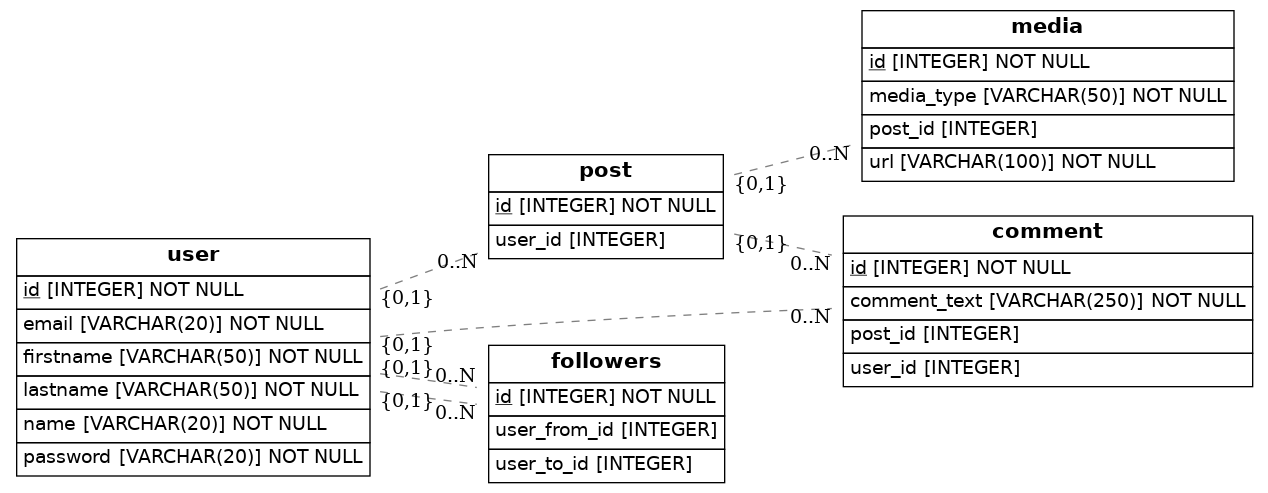 media
id [INTEGER] NOT NULL
media_type [VARCHAR(50)] NOT NULL
post_id [INTEGER]
url [VARCHAR(100)] NOT NULL
0..N
{0,1}
post
id [INTEGER] NOT NULL
user_id [INTEGER]
{0,1}
0..N
comment
id [INTEGER] NOT NULL
comment_text [VARCHAR(250)] NOT NULL
post_id [INTEGER]
user_id [INTEGER]
0..N
0..N
{0,1}
user
id [INTEGER] NOT NULL
email [VARCHAR(20)] NOT NULL
firstname [VARCHAR(50)] NOT NULL
lastname [VARCHAR(50)] NOT NULL
name [VARCHAR(20)] NOT NULL
password [VARCHAR(20)] NOT NULL
{0,1}
{0,1}
0..N
{0,1}
0..N
followers
id [INTEGER] NOT NULL
user_from_id [INTEGER]
user_to_id [INTEGER]